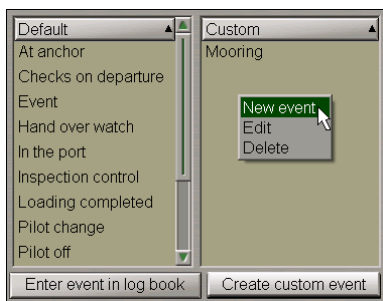 Default
At anchor
Checks on departure
Event
Hand over watch
In the port
Inspection control
Loading completed
Pilot change
Pilot off
Custom
Mooring
New event
Edit
Delete
Enter event in log book
Create custom event